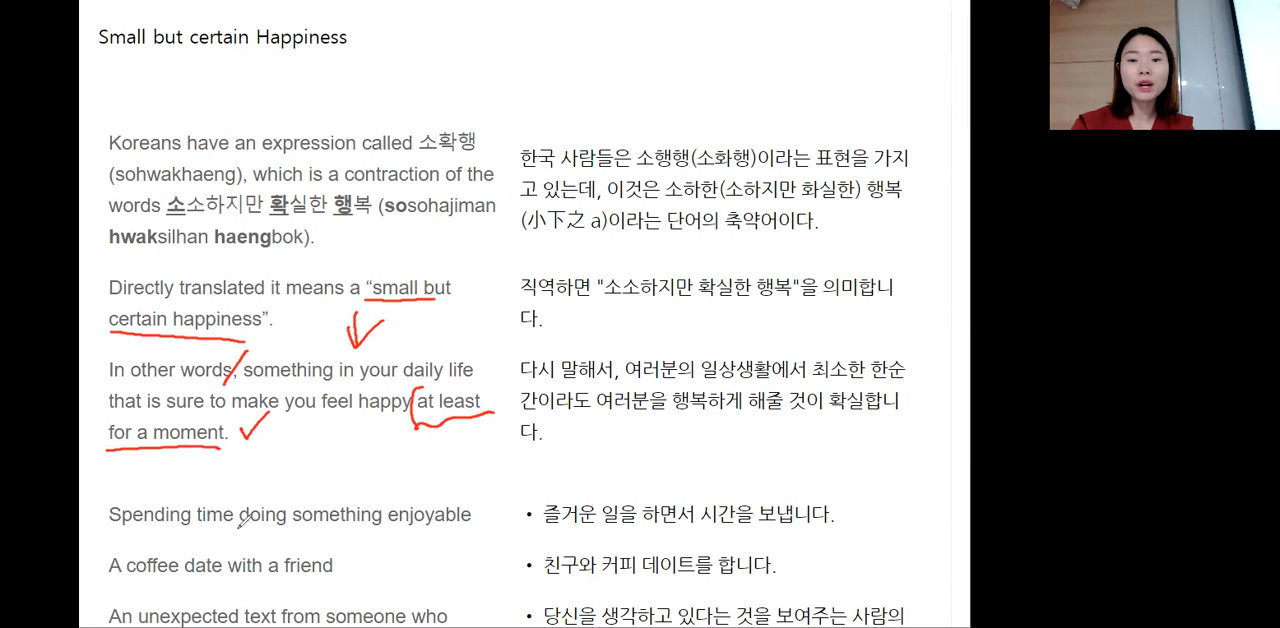 Small but certain Happiness
Koreans have an expression called 소확행
(sohwakhaeng), which is a contraction of the
words 소소하지만 확실한 행복 (sosohajiman
hwaksilhan haengbok).
Directly translated it means a “small but
certain happiness”.
In other words, something in your daily life
that is sure to make you feel happy at least
for a moment.
Spending time doing something enjoyable
A coffee date with a friend
An unexpected text from someone who
한국 사람들은 소행행(소화행)이라는 표현을 가지
고 있는데, 이것은 소하한(소하지만 화실한) 행복
(小下之 a)이라는 단어의 축약어이다.
직역하면 "소소하지만 확실한 행복"을 의미합니
다.
다시 말해서, 여러분의 일상생활에서 최소한 한순
간이라도 여러분을 행복하게 해줄 것이 확실합니
다.
• 즐거운 일을 하면서 시간을 보냅니다.
• 친구와 커피 데이트를 합니다.
• 당신을 생각하고 있다는 것을 보여주는 사람의